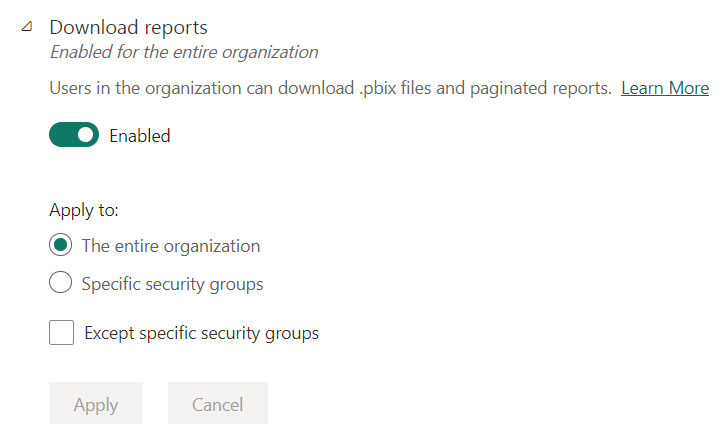 Download reports
Enabled for the entire organization
Users in the organization can download .pbix files and paginated reports. Learn More
Enabled
Apply to:
The entire organization
Specific security groups
Except specific security groups
Apply Cancel